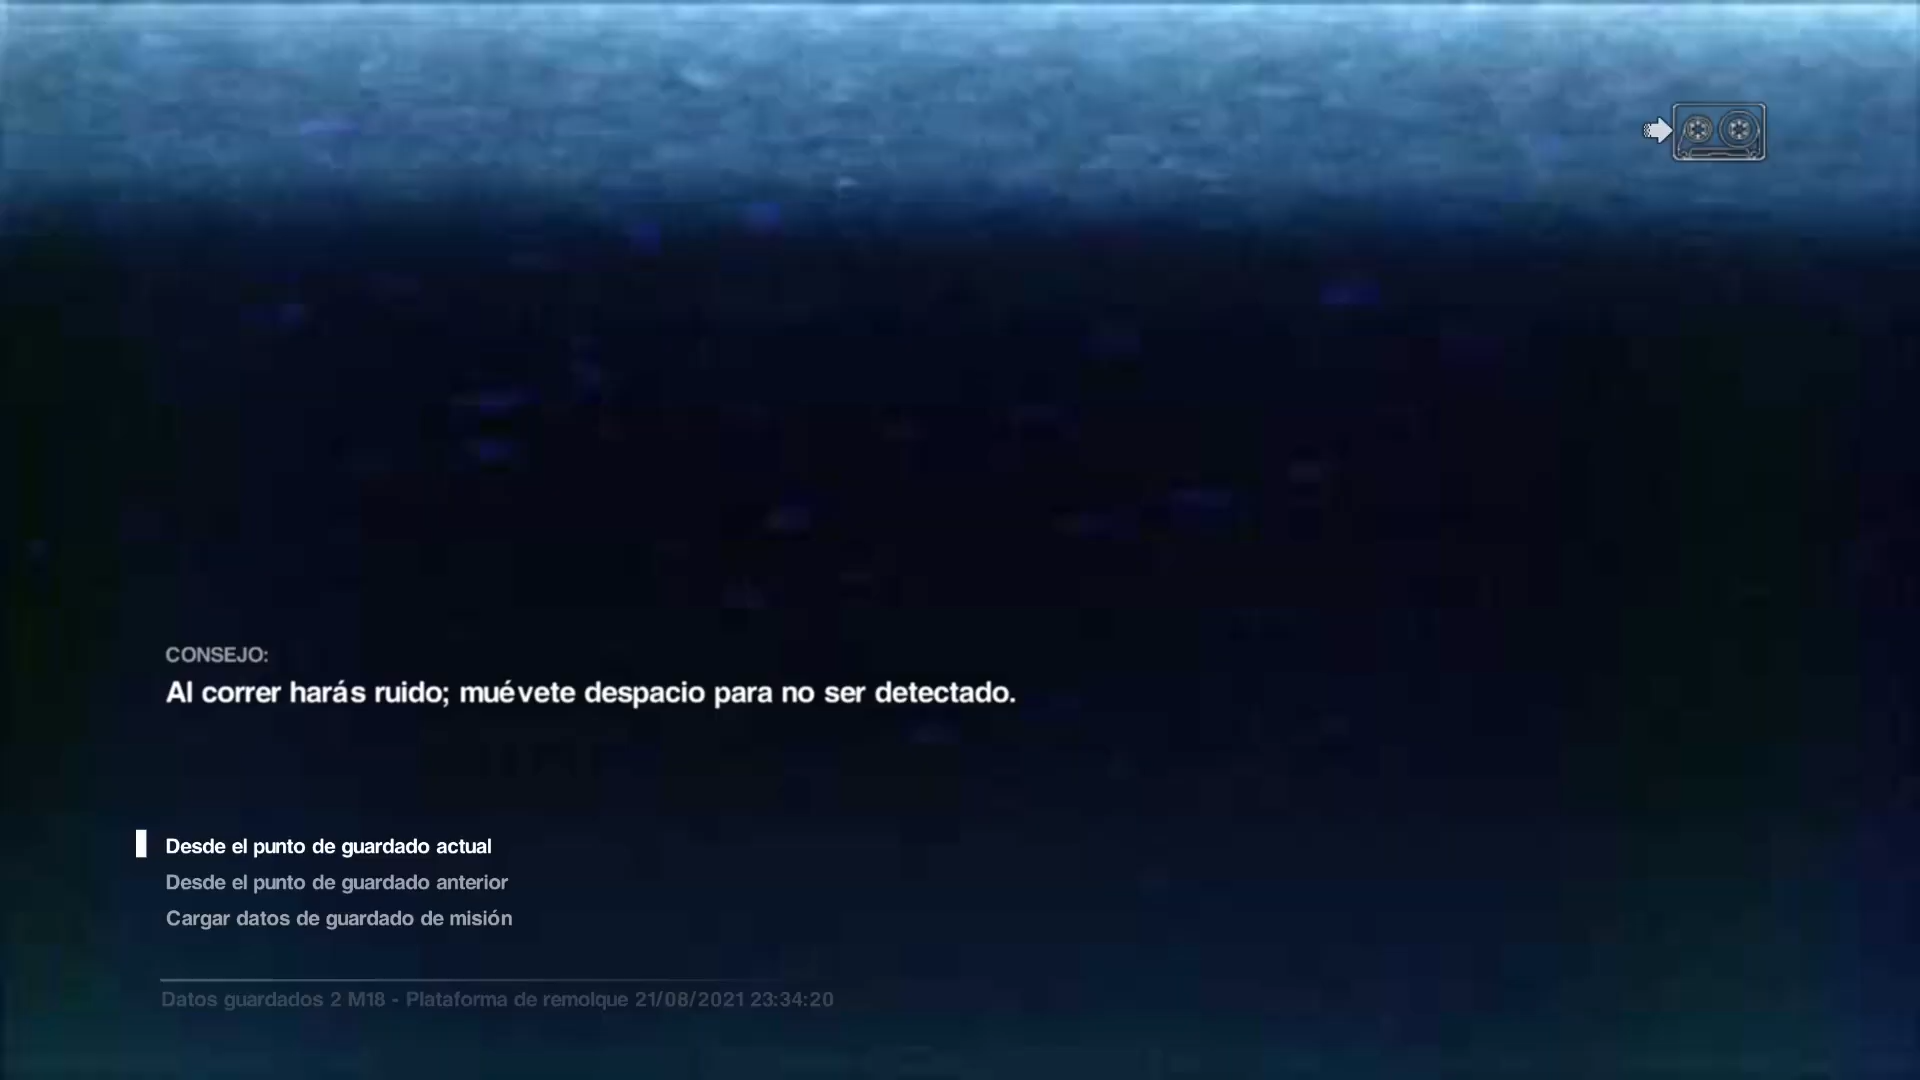 CONSEJO:
Al correr harás ruido; muévete despacio para no ser detectado.
Desde el punto de guardado actual
Desde el punto de guardado anterior
Cargar datos de guardado de misión
Datos guardados 2 M18 - Plataforma de remolque 21/08/2021 23:34:20